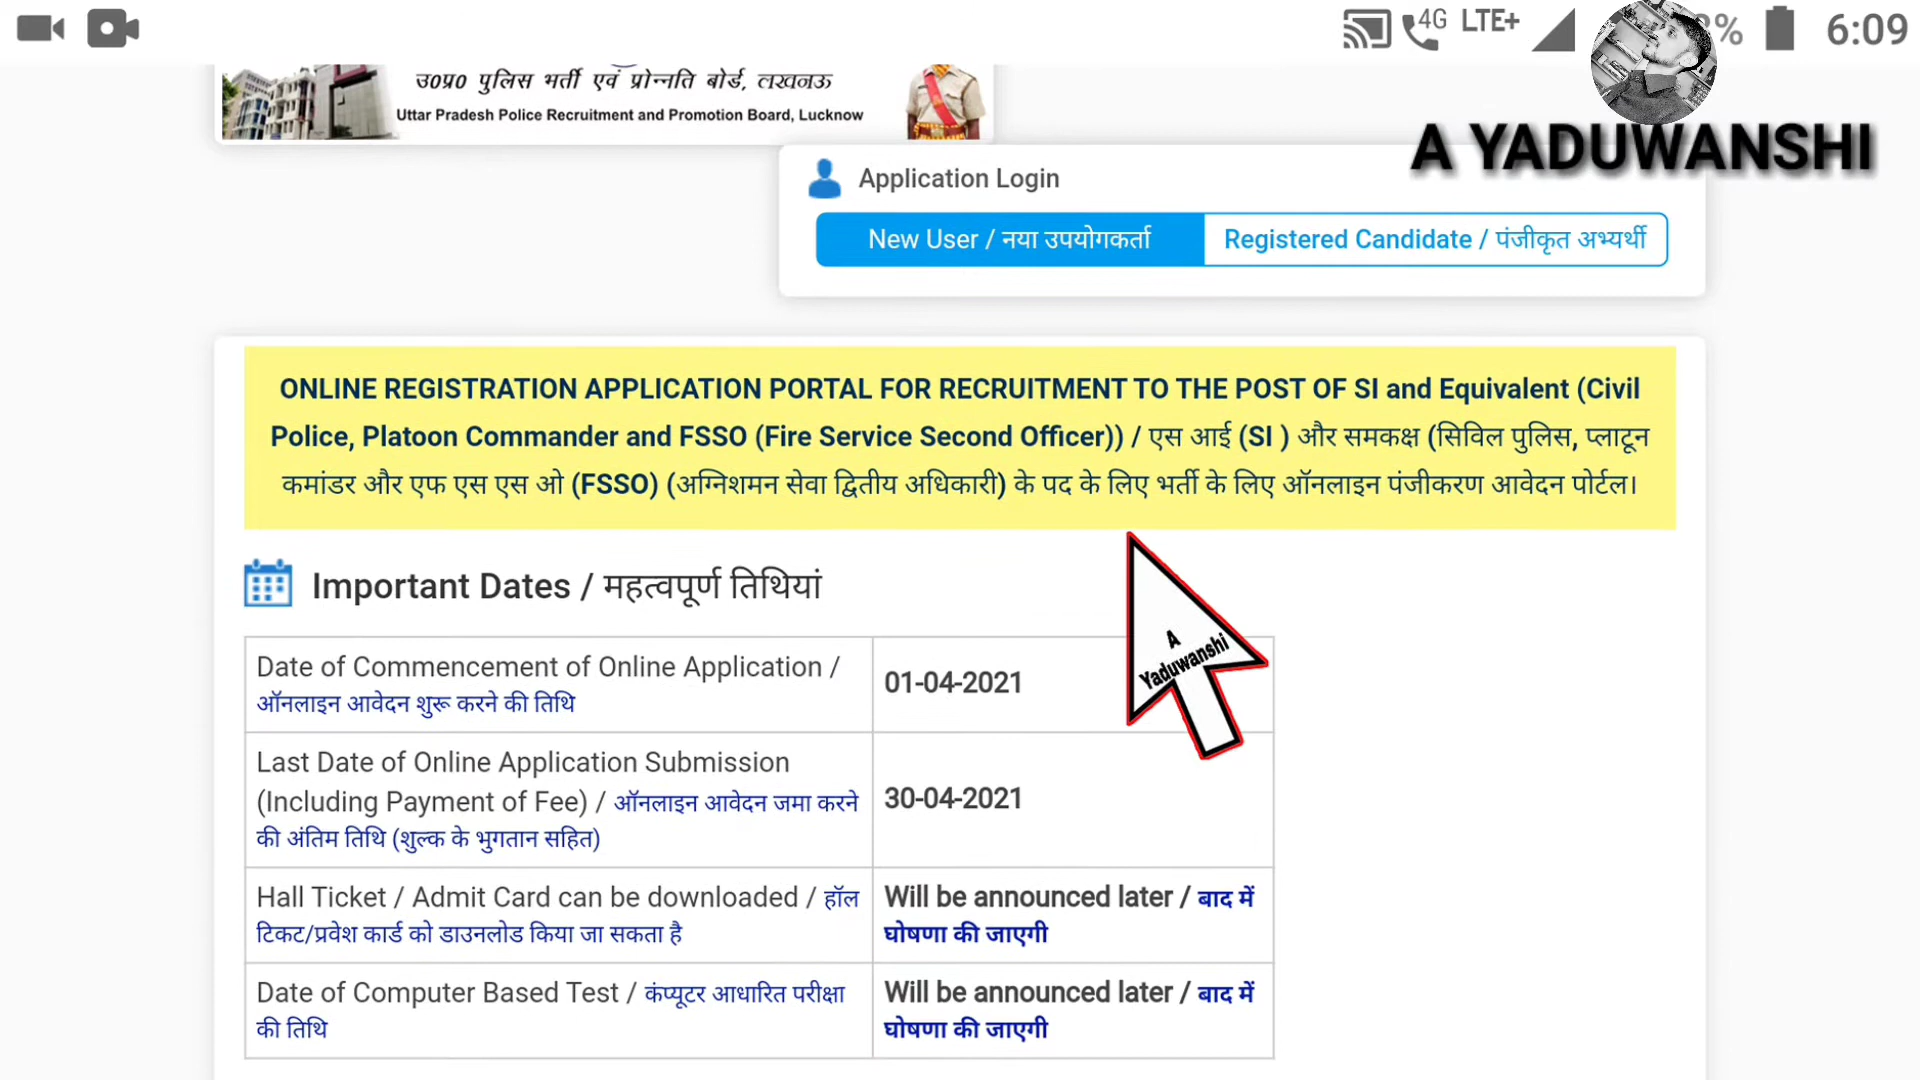 4G LTE+ % 6:09
उ0प्र0 पुलिस भर्ती एवं प्रोन्नति बोर्ड, लखनऊ
Uttar Pradesh Police Recruitment and Promotion Board, Lucknow
A YADUWANSHI
Application Login
New User / नया उपयोगकर्ता Registered Candidate / पंजीकृत अभ्यर्थी
ONLINE REGISTRATION APPLICATION PORTAL FOR RECRUITMENT TO THE POST OF SI and Equivalent (Civil
Police, Platoon Commander and FSSO (Fire Service Second Officer)) / एस आई (SI ) और समकक्ष (सिविल पुलिस, प्लाटून
कमांडर और एफ एस एस ओ (FSSO) (अग्निशमन सेवा द्वितीय अधिकारी) के पद के लिए भर्ती के लिए ऑनलाइन पंजीकरण आवेदन पोर्टल।
Important Dates / महत्वपूर्ण तिथियां
A
Yaduwanshi
Date of Commencement of Online Application /
ऑनलाइन आवेदन शुरू करने की तिथि
01-04-2021
Last Date of Online Application Submission
(Including Payment of Fee) / ऑनलाइन आवेदन जमा करने
की अंतिम तिथि (शुल्क के भुगतान सहित)
30-04-2021
Hall Ticket / Admit Card can be downloaded / हॉल
टिकट/प्रवेश कार्ड को डाउनलोड किया जा सकता है
Will be announced later / बाद में
घोषणा की जाएगी
Date of Computer Based Test / कंप्यूटर आधारित परीक्षा
की तिथि
Will be announced later / बाद में
घोषणा की जाएगी